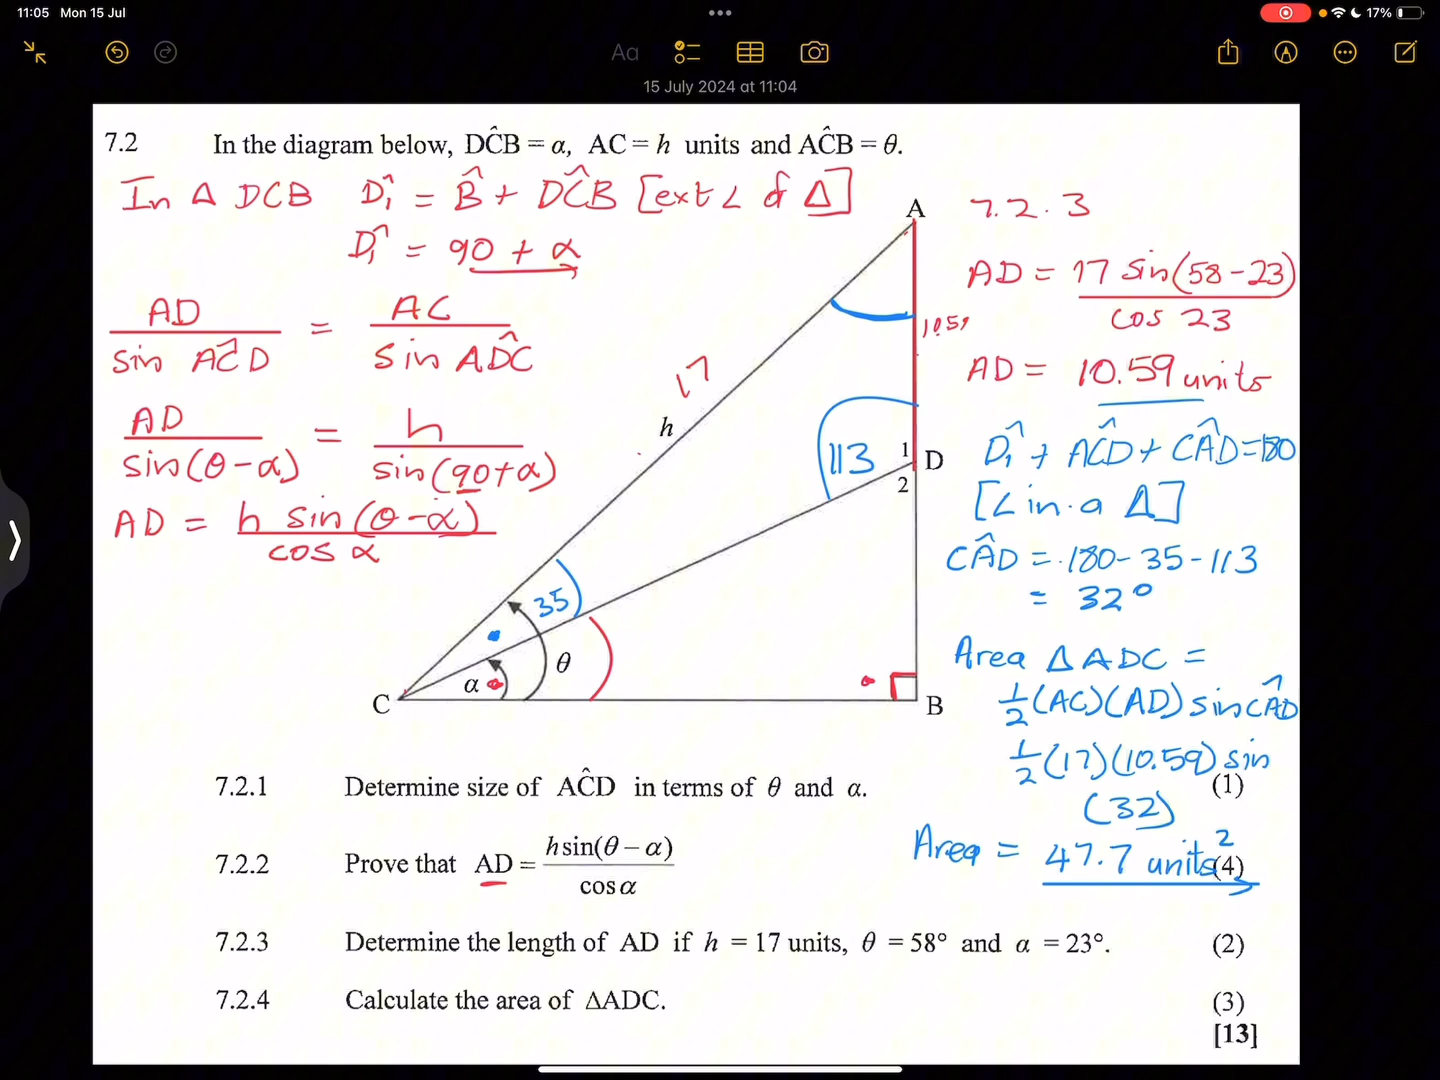 11:05 Mon 15 Jul
17%
Aa
15 July 2024 at 11:04
7.2 In the diagram below, DĈB = α, AC = h units and AĈB = θ.
In Δ DCB D̂₁ = B̂ + DĈB [ext ∠ of Δ]
D̂₁ = 90 + α
AD / sin AĈD = AC / sin AD̂C
AD / sin(θ-α) = h / sin(90+α)
AD = h sin(θ-α) / cos α
A
17
h
10.59
113
1
D
2
35
θ
α
C
B
7.2.3
AD = 17 sin(58-23) / cos 23
AD = 10.59 units
D̂₁ + AĈD + CÂD = 180
[∠ in a Δ]
CÂD = 180 - 35 - 113
= 32°
Area Δ ADC =
½ (AC)(AD) sin CÂD
½ (17)(10.59) sin
(32)
Area = 47.7 units²
7.2.1 Determine size of AĈD in terms of θ and α. (1)
7.2.2 Prove that AD = h sin(θ − α) / cos α (4)
7.2.3 Determine the length of AD if h = 17 units, θ = 58° and α = 23°. (2)
7.2.4 Calculate the area of ΔADC. (3)
[13]